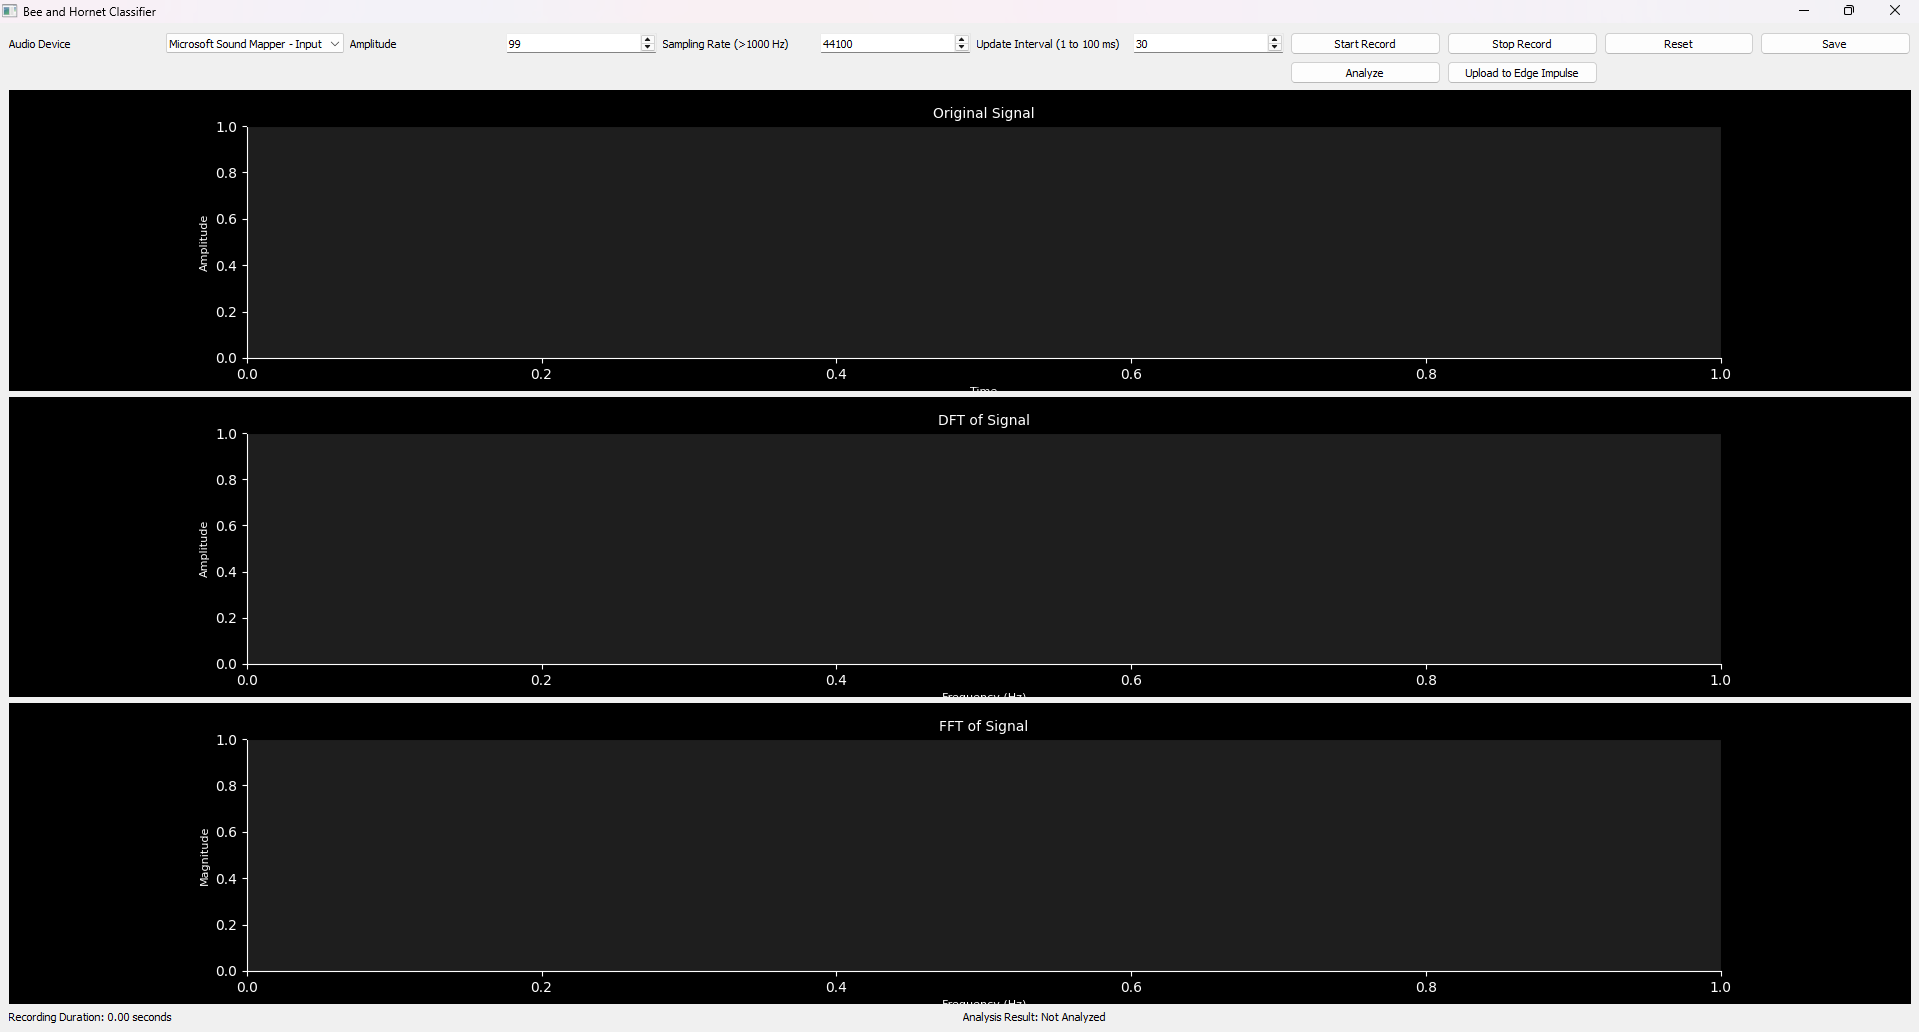 Bee and Hornet Classifier
Audio Device Microsoft Sound Mapper - Input Amplitude 99 Sampling Rate (>1000 Hz) 44100 Update Interval (1 to 100 ms) 30 Start Record Stop Record Reset Save
Analyze Upload to Edge Impulse
Original Signal
1.0
0.8
0.6
Amplitude
0.4
0.2
0.0
0.0 0.2 0.4 0.6 0.8 1.0
Time
DFT of Signal
1.0
0.8
0.6
Amplitude
0.4
0.2
0.0
0.0 0.2 0.4 0.6 0.8 1.0
Frequency (Hz)
FFT of Signal
1.0
0.8
0.6
Magnitude
0.4
0.2
0.0
0.0 0.2 0.4 0.6 0.8 1.0
Frequency (Hz)
Recording Duration: 0.00 seconds Analysis Result: Not Analyzed